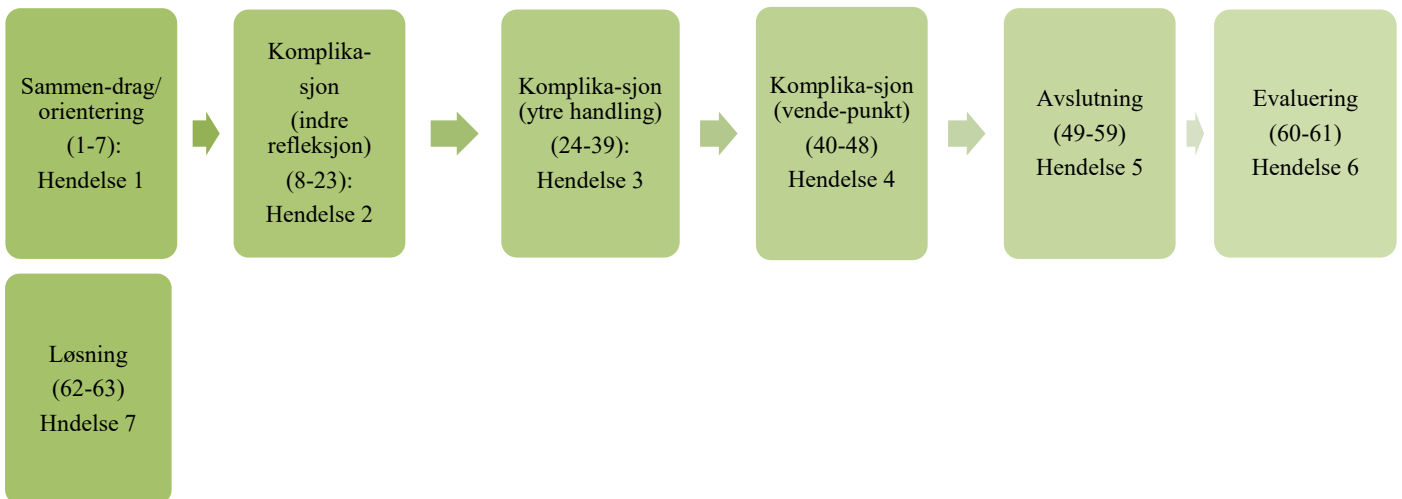 Sammen-drag/
orientering
(1-7):
Hendelse 1
Komplika-
sjon
(indre
refleksjon)
(8-23):
Hendelse 2
Komplika-sjon
(ytre handling)
(24-39):
Hendelse 3
Komplika-sjon
(vende-punkt)
(40-48)
Hendelse 4
Avslutning
(49-59)
Hendelse 5
Evaluering
(60-61)
Hendelse 6
Løsning
(62-63)
Hndelse 7